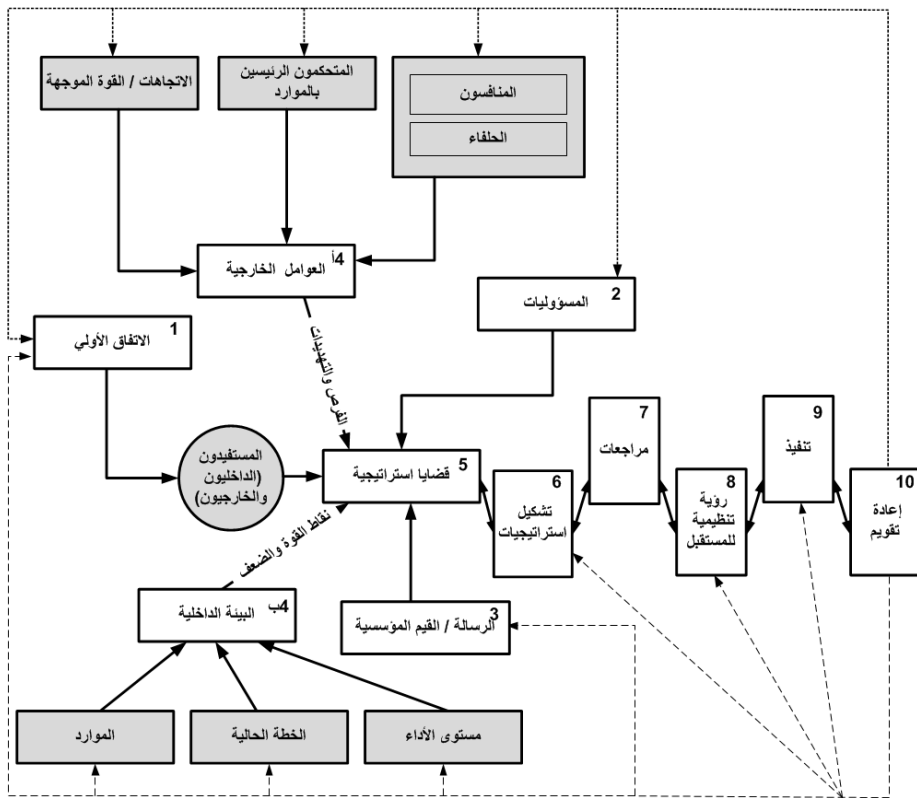 الاتجاهات / القوة الموجهة
المتحكمون الرئيسين
بالموارد
المنافسون
الحلفاء
4أ
العوامل الخارجية
2
المسؤوليات
1
الاتفاق الأولي
الفرص والتهديدات
المستفيدون
(الداخليون
والخارجيون)
5
قضايا استراتيجية
6
تشكيل
استراتيجيات
7
مراجعات
8
رؤية
تنظيمية
للمستقبل
9
تنفيذ
10
إعادة
تقويم
نقاط القوة والضعف
4ب
البيئة الداخلية
3
الرسالة / القيم المؤسسية
الموارد
الخطة الحالية
مستوى الأداء